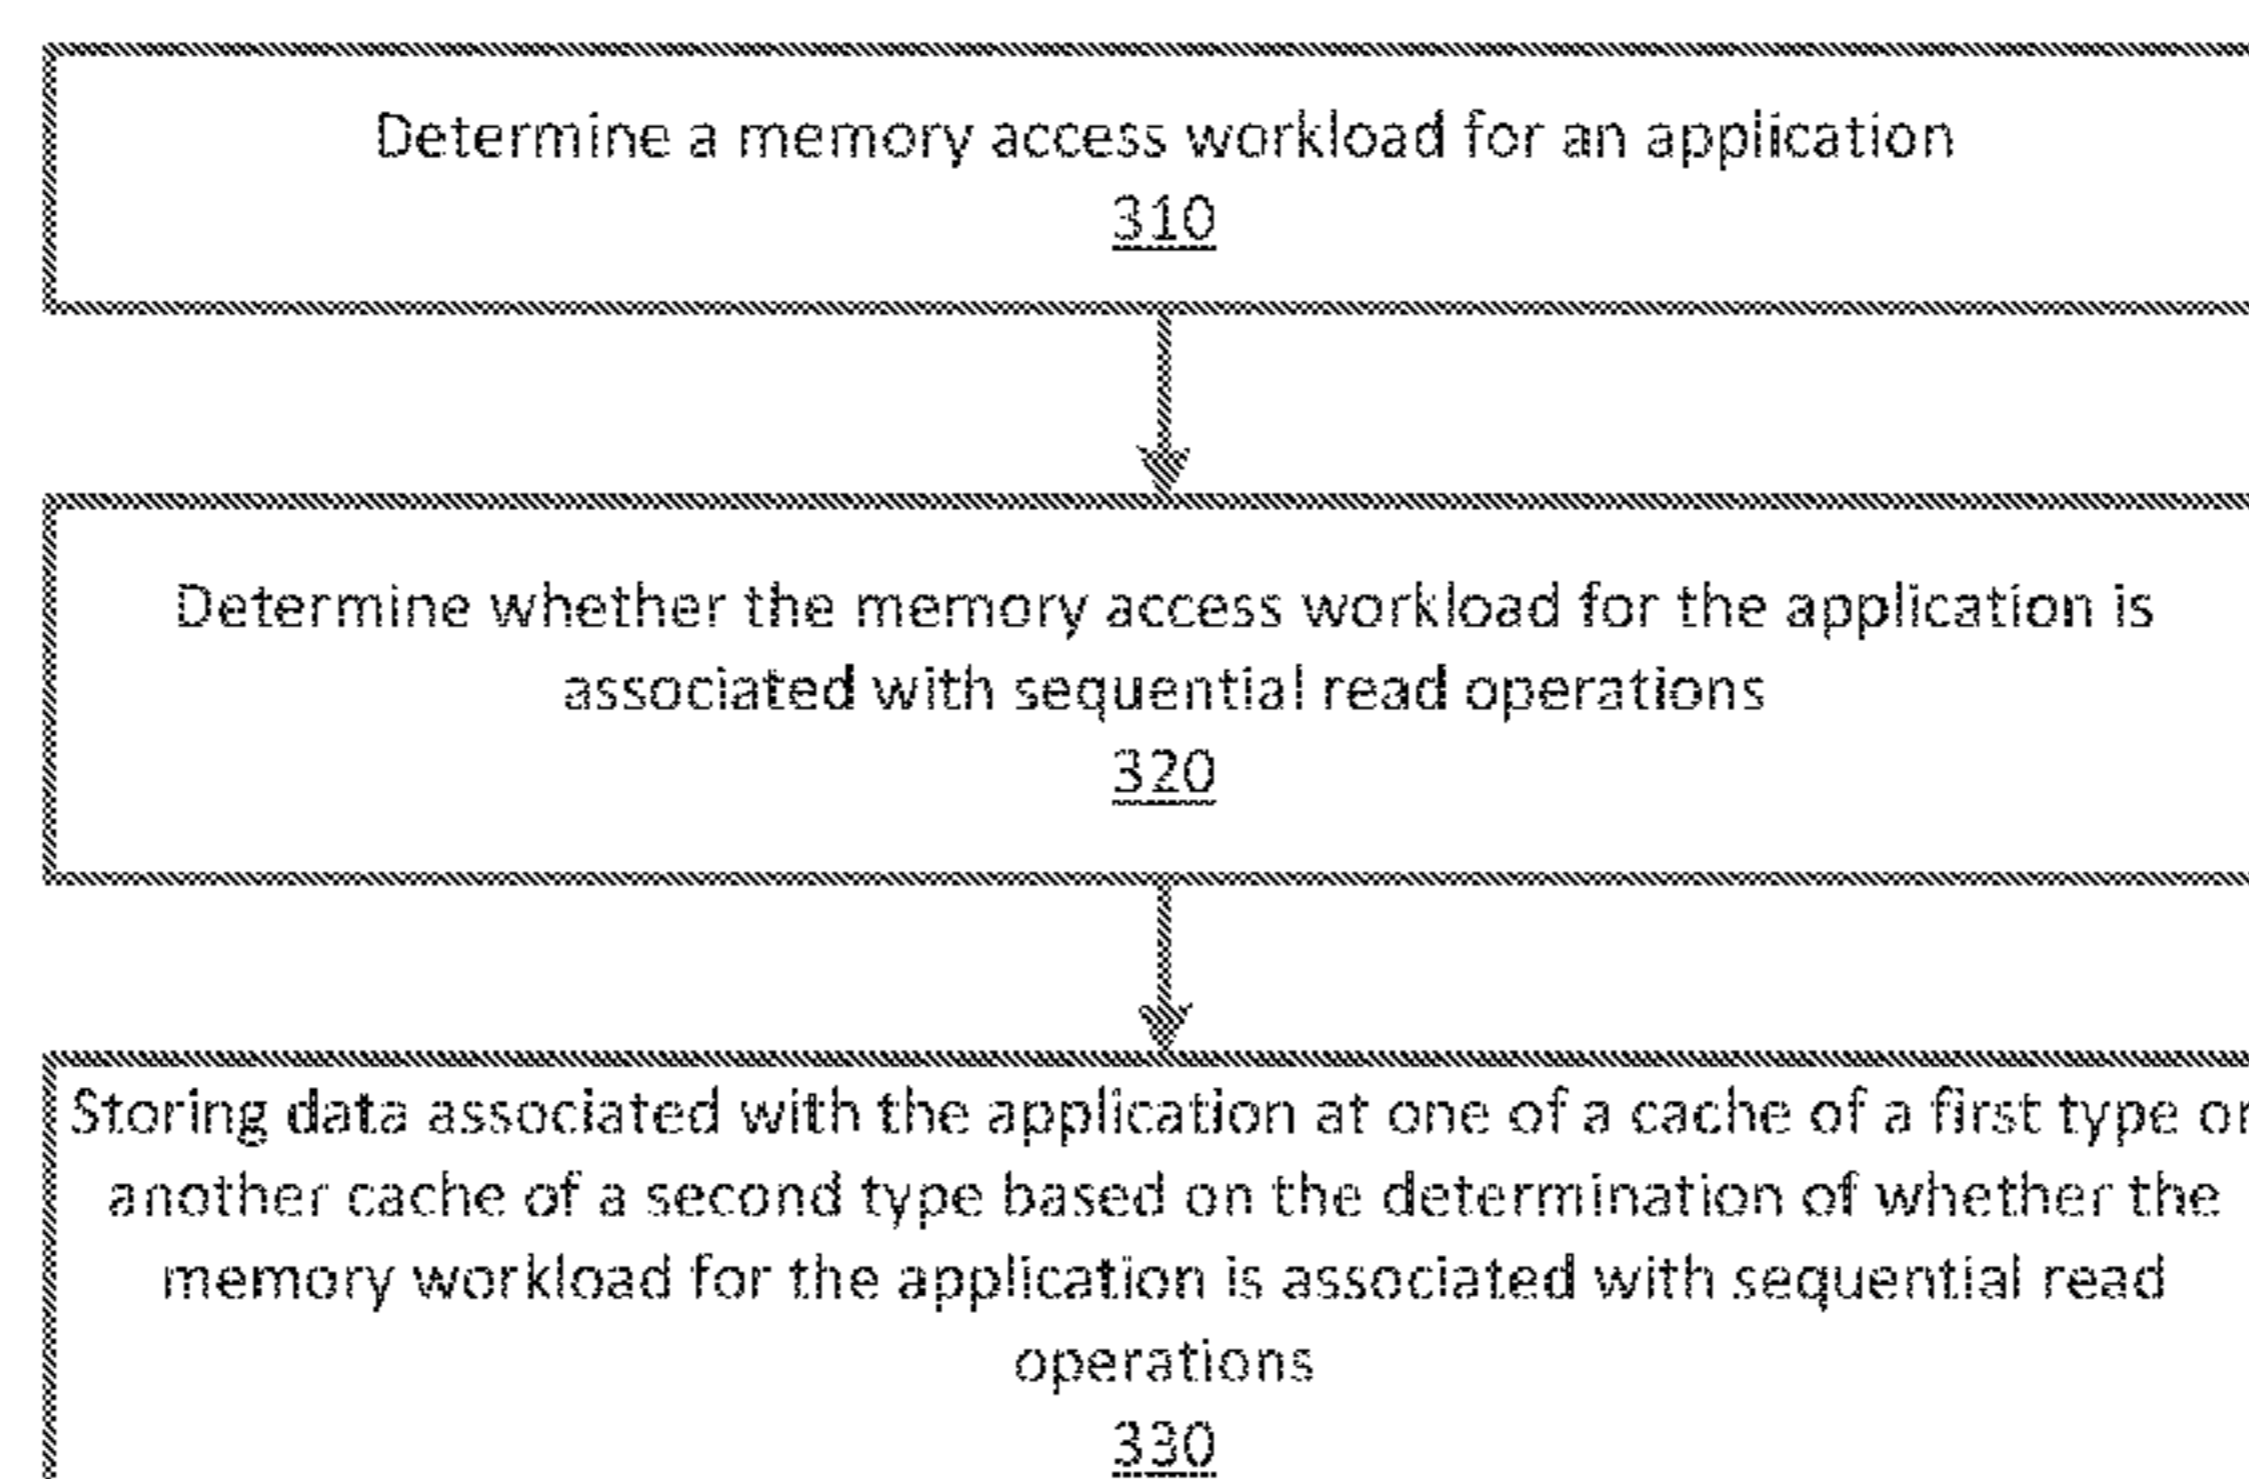 Determine a memory access workload for an application
310
Determine whether the memory access workload for the application is
associated with sequential read operations
320
Storing data associated with the application at one of a cache of a first type or
another cache of a second type based on the determination of whether the
memory workload for the application is associated with sequential read
operations
330